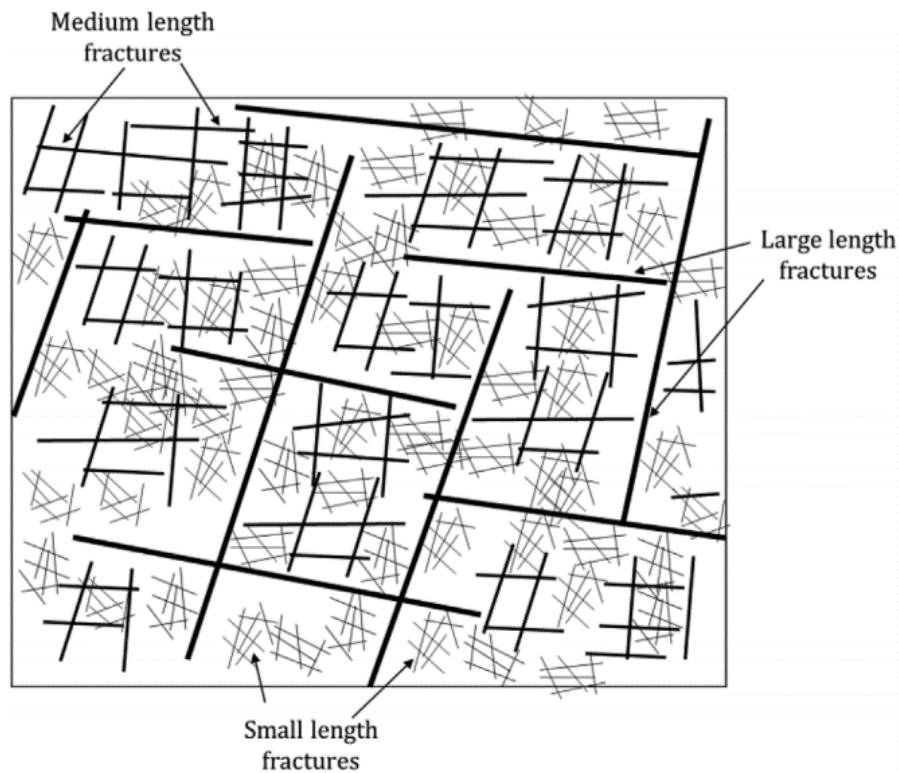 Medium length
fractures
Large length
fractures
Small length
fractures